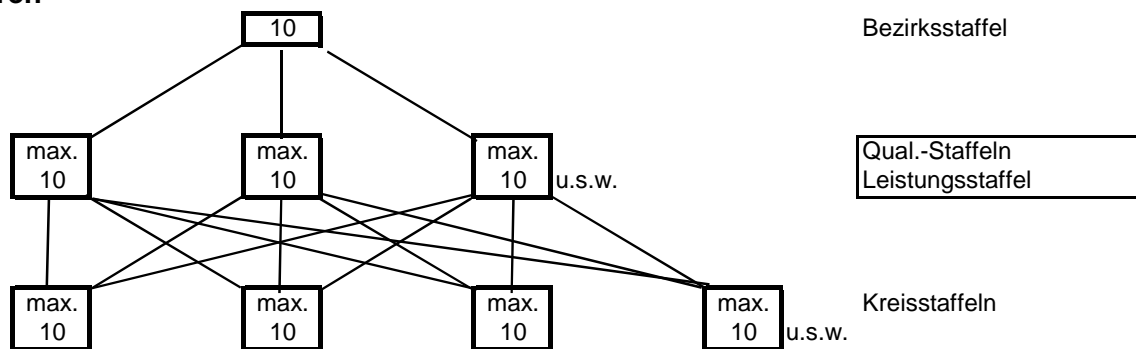 10 Bezirksstaffel
max. max. max. Qual.-Staffeln
10 10 10 u.s.w. Leistungsstaffel
max. max. max. max. Kreisstaffeln
10 10 10 10 u.s.w.